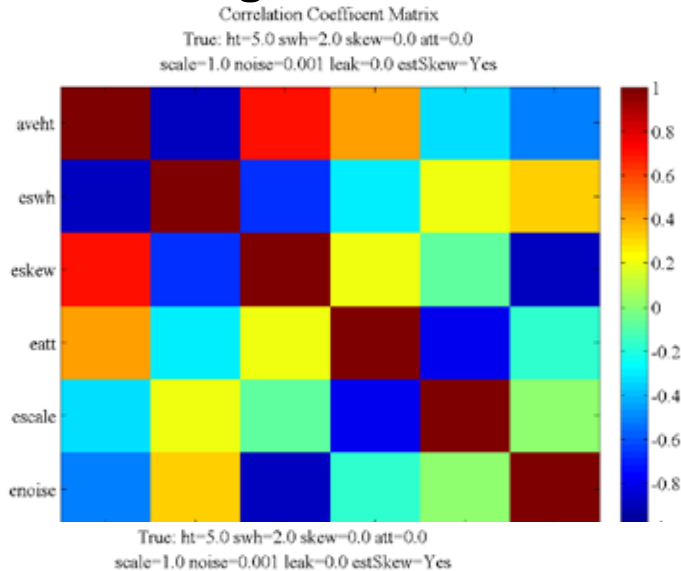 Correlation Coefficent Matrix
True: ht=5.0 swh=2.0 skew=0.0 att=0.0
scale=1.0 noise=0.001 leak=0.0 estSkew=Yes
aveht
eswh
eskew
eatt
escale
enoise
1
0.8
0.6
0.4
0.2
0
-0.2
-0.4
-0.6
-0.8
True: ht=5.0 swh=2.0 skew=0.0 att=0.0
scale=1.0 noise=0.001 leak=0.0 estSkew=Yes